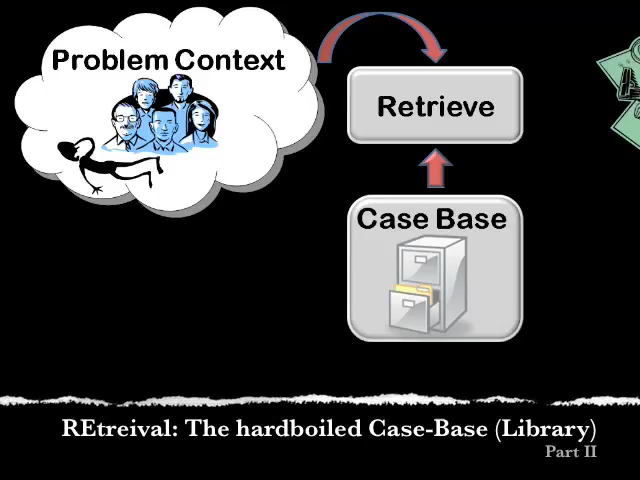 Problem Context
Retrieve
Case Base
REtreival: The hardboiled Case-Base (Library)
Part II